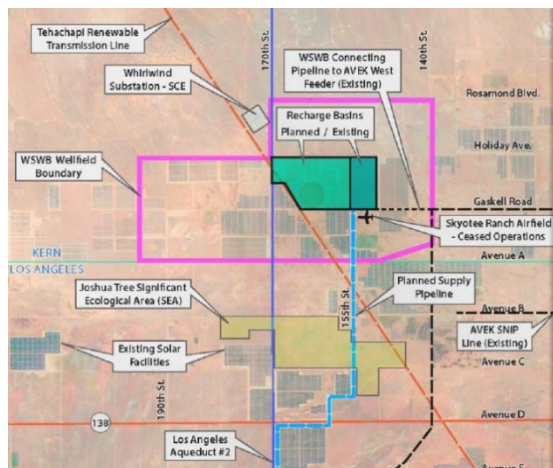 Tehachapi Renewable
Transmission Line
170th St.
WSWB Connecting
Pipeline to AVEK West
Feeder (Existing)
140th St.
Whirlwind
Substation - SCE
Rosamond Blvd.
Recharge Basins
Planned / Existing
Holiday Ave.
WSWB Wellfield
Boundary
Gaskell Road
Skyotee Ranch Airfield
- Ceased Operations
KERN
LOS ANGELES
Avenue A
Joshua Tree Significant
Ecological Area (SEA)
155th St.
Planned Supply
Pipeline
Avenue B
AVEK SNIP
Line (Existing)
Existing Solar
Facilities
190th St.
Avenue C
138
Avenue D
Los Angeles
Aqueduct #2